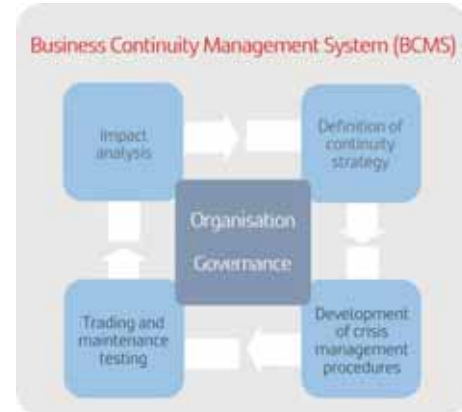 Business Continuity Management System (BCMS)
Impact
analysis
Definition of
continuity
strategy
Organisation
Governance
Trading and
maintenance
testing
Development
of crisis
management
procedures